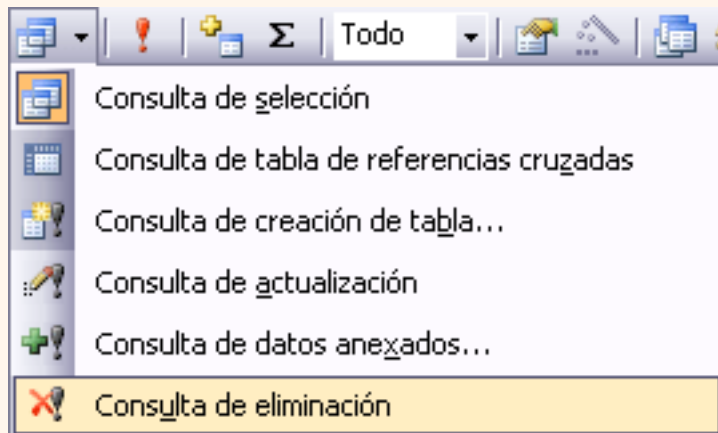 Σ Todo
Consulta de selección
Consulta de tabla de referencias cruzadas
Consulta de creación de tabla...
Consulta de actualización
Consulta de datos anexados...
Consulta de eliminación